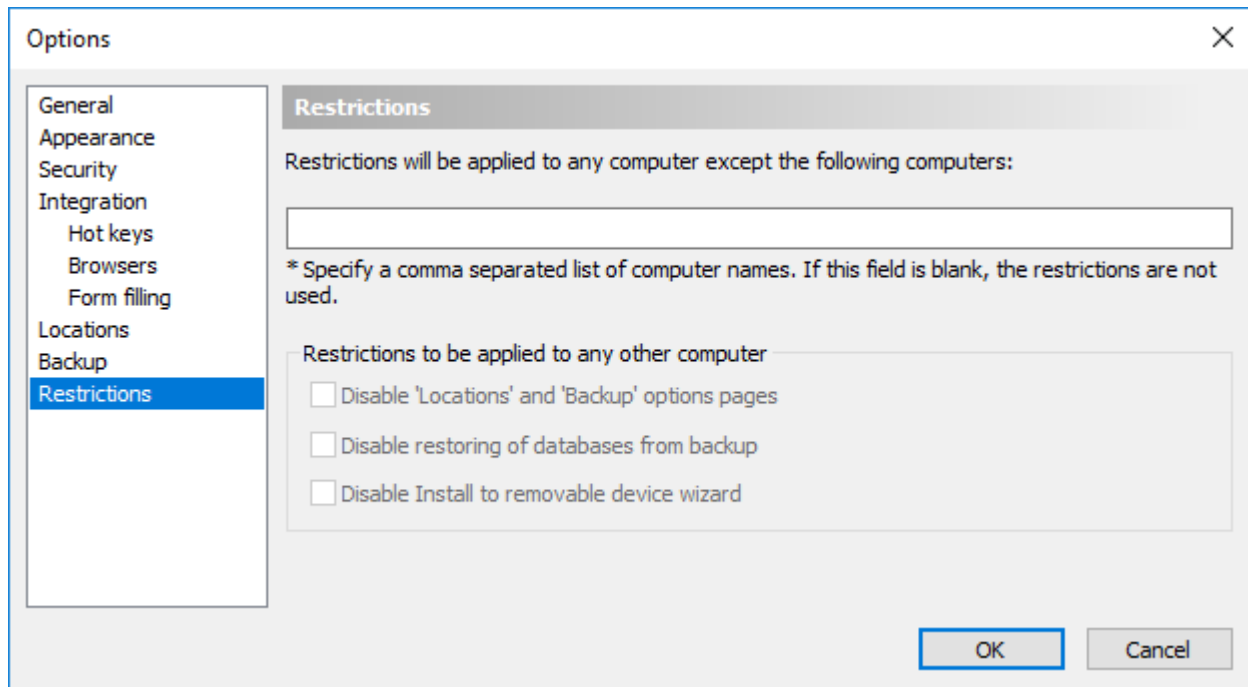 Options
General
Appearance
Security
Integration
Hot keys
Browsers
Form filling
Locations
Backup
Restrictions
Restrictions
Restrictions will be applied to any computer except the following computers:
* Specify a comma separated list of computer names. If this field is blank, the restrictions are not
used.
Restrictions to be applied to any other computer
Disable 'Locations' and 'Backup' options pages
Disable restoring of databases from backup
Disable Install to removable device wizard
OK
Cancel